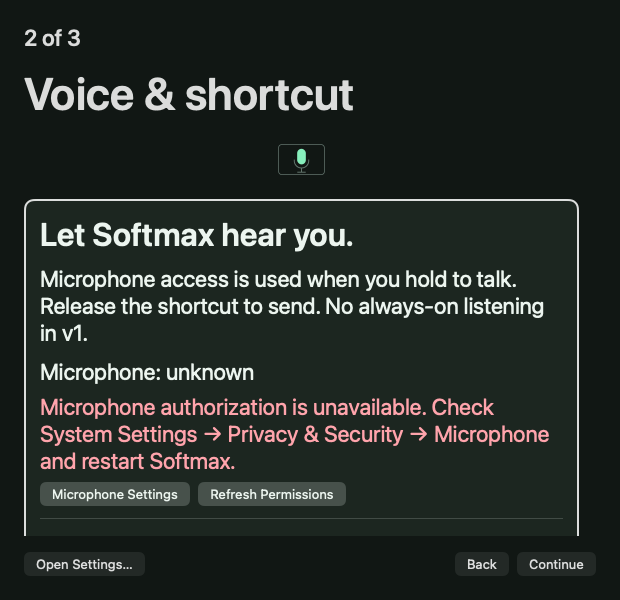 2 of 3
Voice & shortcut
Let Softmax hear you.
Microphone access is used when you hold to talk.
Release the shortcut to send. No always-on listening
in v1.
Microphone: unknown
Microphone authorization is unavailable. Check
System Settings → Privacy & Security → Microphone
and restart Softmax.
Microphone Settings Refresh Permissions
Open Settings... Back Continue